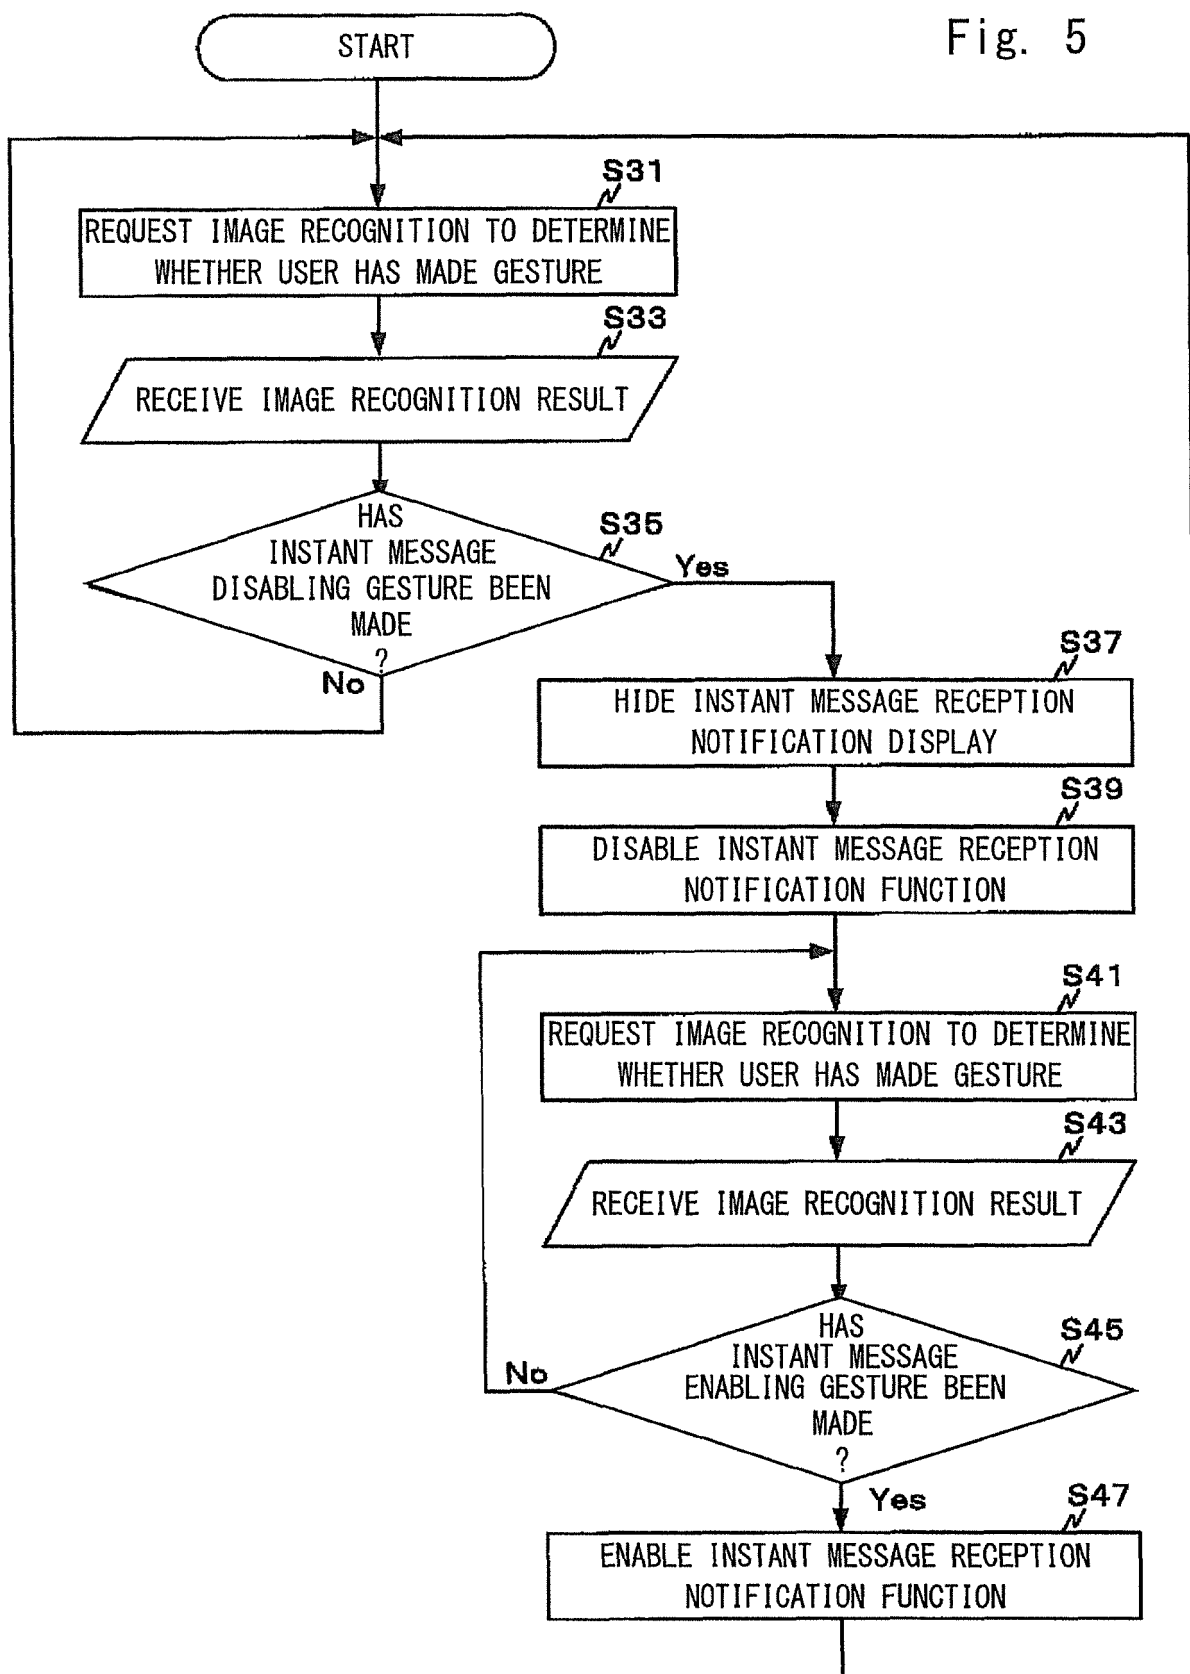 Fig. 5
START
S31
REQUEST IMAGE RECOGNITION TO DETERMINE
WHETHER USER HAS MADE GESTURE
S33
RECEIVE IMAGE RECOGNITION RESULT
S35
HAS
INSTANT MESSAGE
DISABLING GESTURE BEEN
MADE
?
Yes
No
S37
HIDE INSTANT MESSAGE RECEPTION
NOTIFICATION DISPLAY
S39
DISABLE INSTANT MESSAGE RECEPTION
NOTIFICATION FUNCTION
S41
REQUEST IMAGE RECOGNITION TO DETERMINE
WHETHER USER HAS MADE GESTURE
S43
RECEIVE IMAGE RECOGNITION RESULT
S45
HAS
INSTANT MESSAGE
ENABLING GESTURE BEEN
MADE
?
No
Yes
S47
ENABLE INSTANT MESSAGE RECEPTION
NOTIFICATION FUNCTION